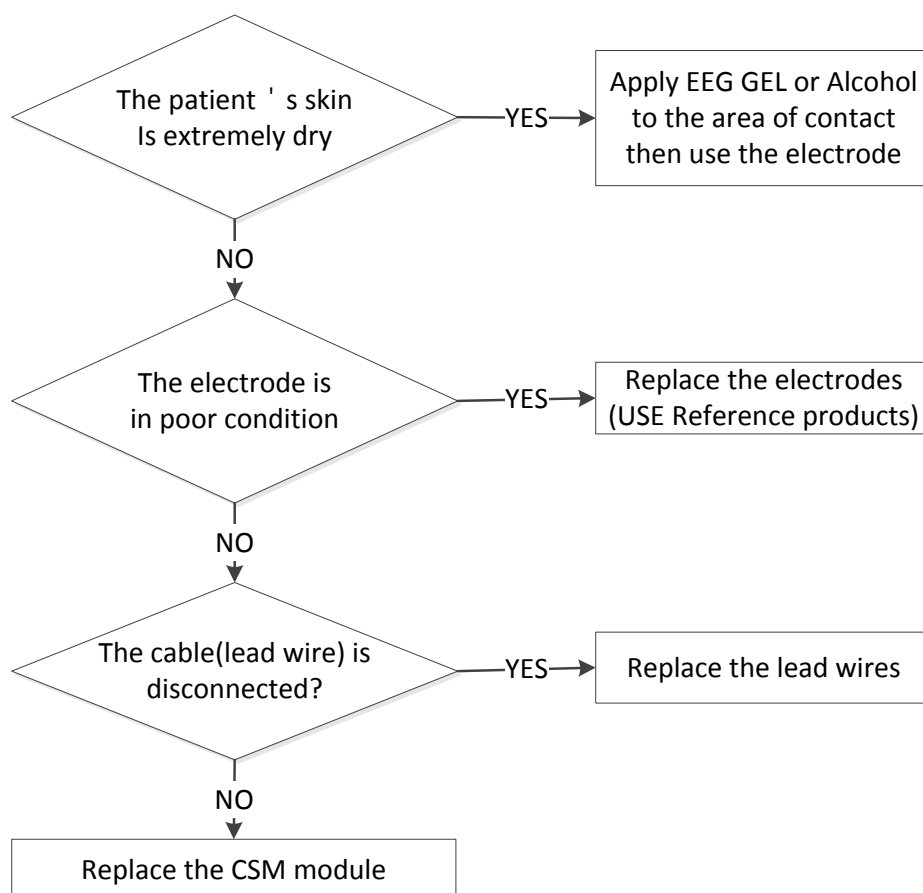 The patient ' s skin
Is extremely dry
YES
Apply EEG GEL or Alcohol
to the area of contact
then use the electrode
NO
The electrode is
in poor condition
YES
Replace the electrodes
(USE Reference products)
NO
The cable(lead wire) is
disconnected?
YES
Replace the lead wires
NO
Replace the CSM module